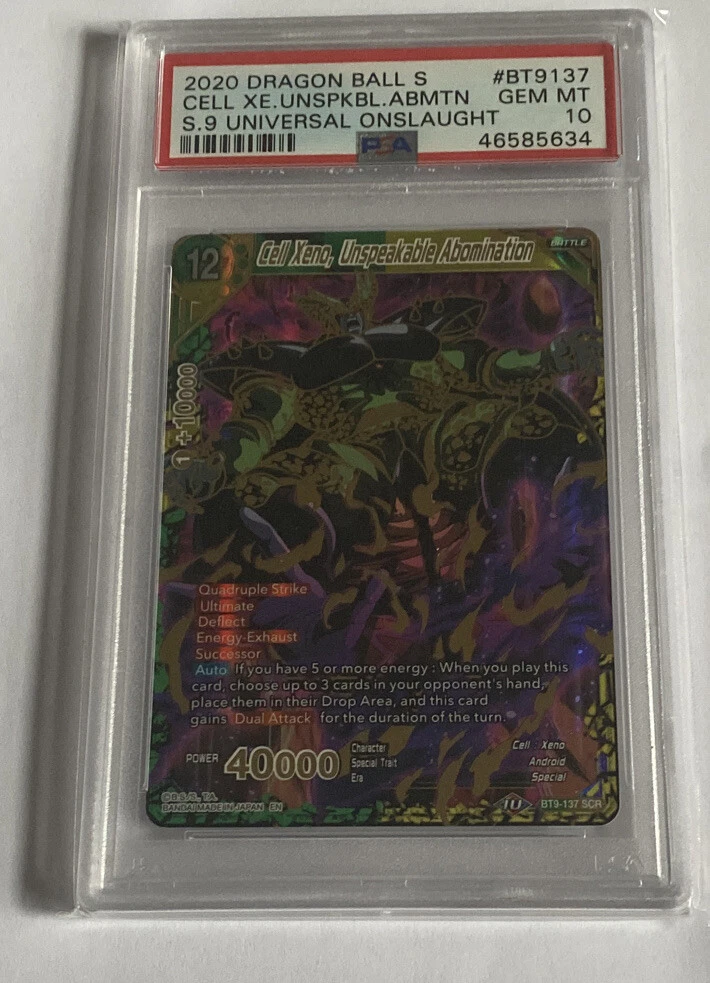 2020 DRAGON BALL S #BT9137
CELL XE.UNSPKBL.ABMTN GEM MT
S.9 UNIVERSAL ONSLAUGHT 10
PSA 46585634
12 Cell Xeno, Unspeakable Abomination BATTLE
1 +10000
Quadruple Strike
Ultimate
Deflect
Energy-Exhaust
Successor
Auto If you have 5 or more energy : When you play this
card, choose up to 3 cards in your opponent's hand,
place them in their Drop Area, and this card
gains Dual Attack for the duration of the turn.
POWER 40000
Character Cell : Xeno
Special Trait Android
Era Special
©B.S/S., T.A.
BANDAI MADE IN JAPAN EN
BT9-137 SCR